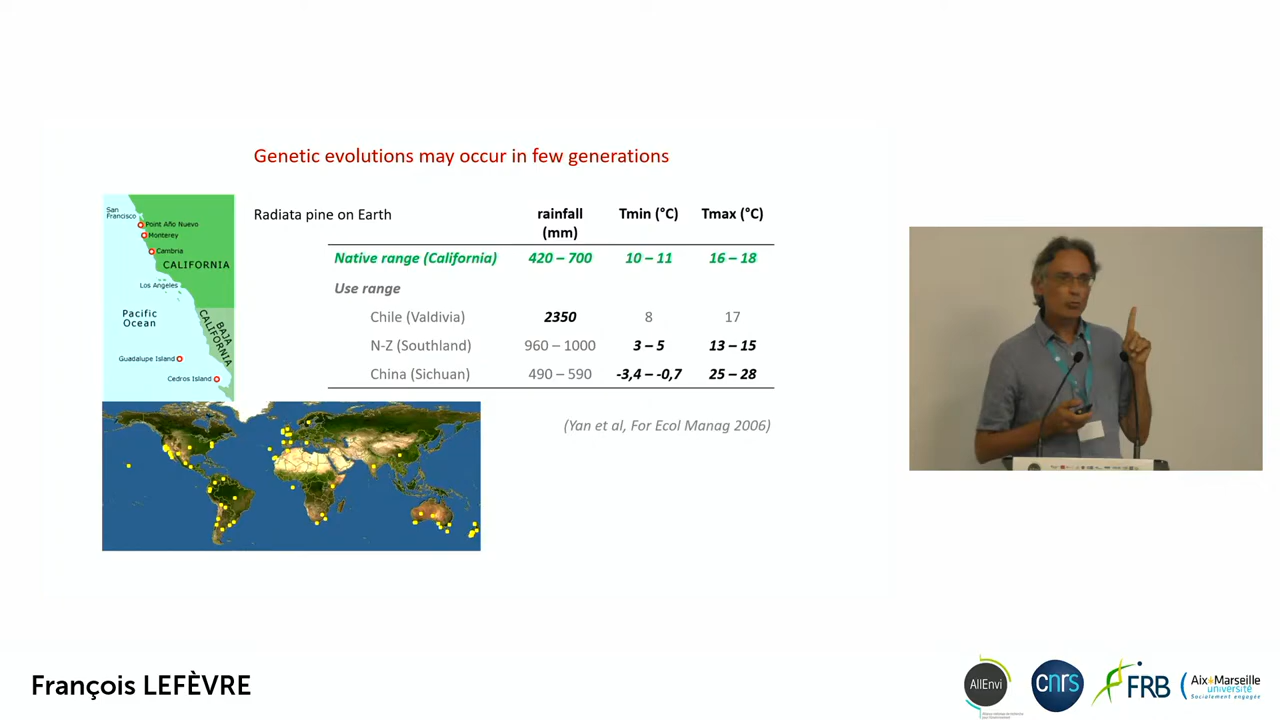 Genetic evolutions may occur in few generations
San
Francisco
Point Año Nuevo
Monterey
Cambria
CALIFORNIA
Los Angeles
Pacific
Ocean
BAJA
CALIFORNIA
Guadalupe Island
Cedros Island
Radiata pine on Earth
rainfall
(mm)
Tmin (°C)
Tmax (°C)
Native range (California) 420 – 700 10 – 11 16 – 18
Use range
Chile (Valdivia) 2350 8 17
N-Z (Southland) 960 – 1000 3 – 5 13 – 15
China (Sichuan) 490 – 590 -3,4 – -0,7 25 – 28
(Yan et al, For Ecol Manag 2006)
François LEFÈVRE
AllEnvi
cnrs
FRB
Aix Marseille
université
Socialement engagée